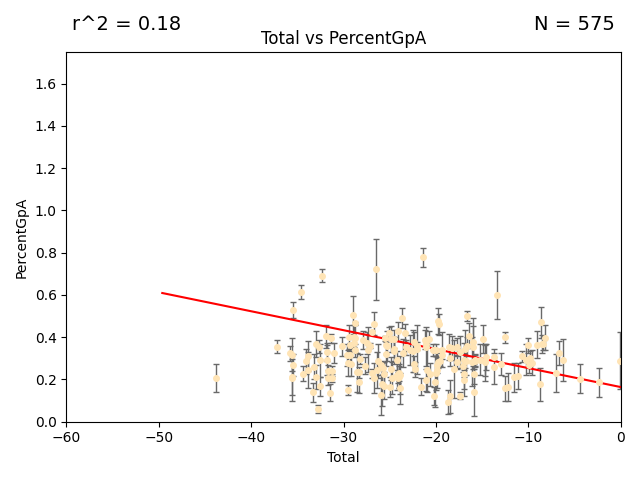 r^2 = 0.18
N = 575
Total vs PercentGpA
PercentGpA
1.6
1.4
1.2
1.0
0.8
0.6
0.4
0.2
0.0
−60 −50 −40 −30 −20 −10 0
Total